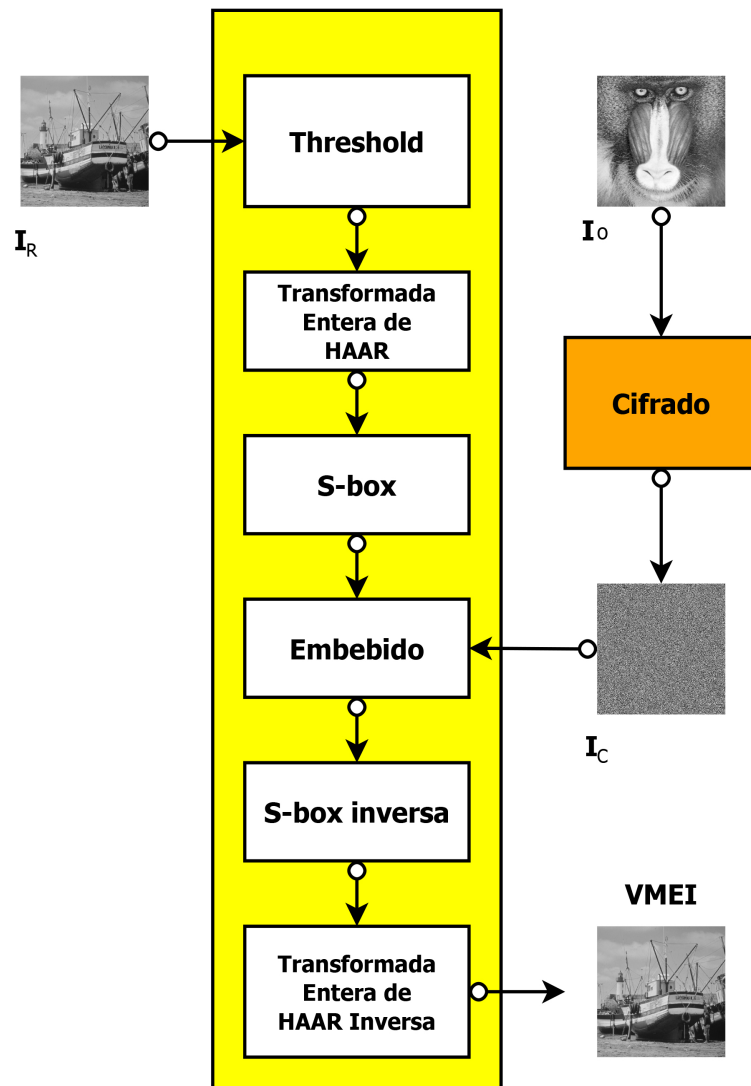 Threshold
I_R
I_O
Transformada
Entera de
HAAR
Cifrado
S-box
Embebido
I_C
S-box inversa
VMEI
Transformada
Entera de
HAAR Inversa